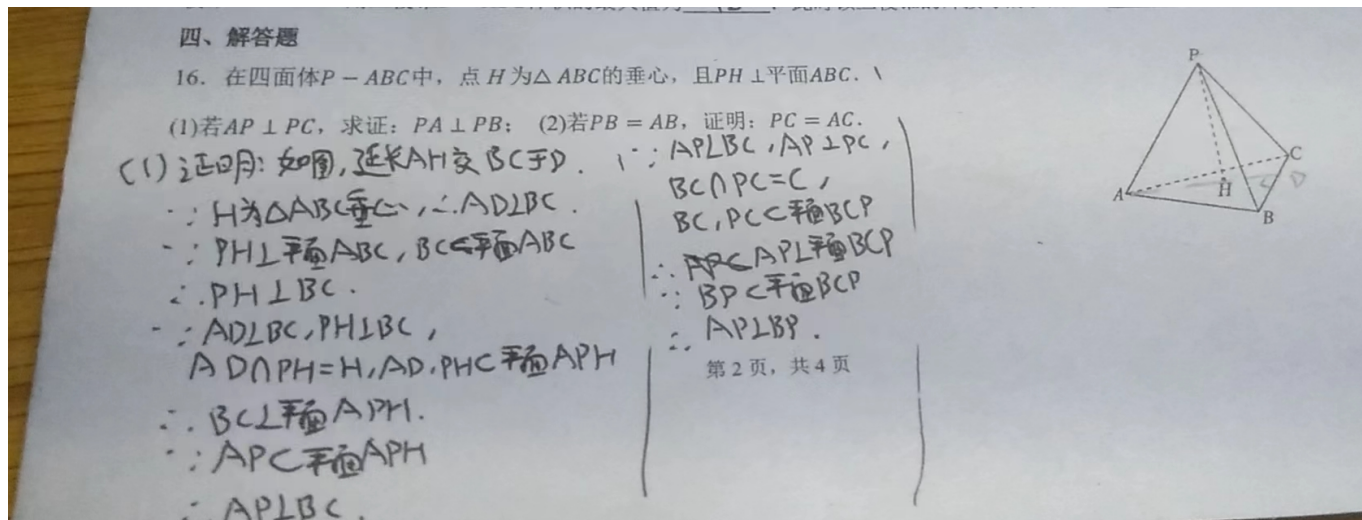 四、解答题
16. 在四面体P－ABC中，点 H 为△ ABC的垂心，且PH ⊥平面ABC.
(1)若AP ⊥ PC，求证：PA ⊥ PB； (2)若PB = AB，证明：PC = AC.
(1) 证明: 如图, 延长AH交BC于D.
∵ H为△ABC垂心, ∴ AD⊥BC.
∵ PH⊥平面ABC, BC⊂平面ABC
∴ PH⊥BC.
∵ AD⊥BC, PH⊥BC,
AD∩PH=H, AD, PH⊂平面APH
∴ BC⊥平面APH.
∵ AP⊂平面APH
∴ AP⊥BC.
∵ AP⊥BC, AP⊥PC,
BC∩PC=C,
BC, PC⊂平面BCP
∴ AP⊥平面BCP
∵ BP⊂平面BCP
∴ AP⊥BP.
第 2 页，共 4 页
P
C
D
H
A
B